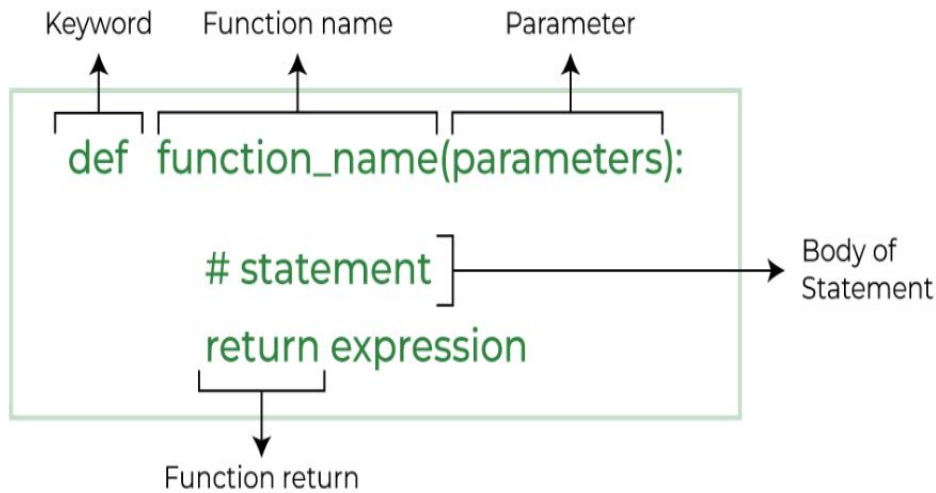 Keyword Function name Parameter
def function_name(parameters):
# statement
Body of
Statement
return expression
Function return